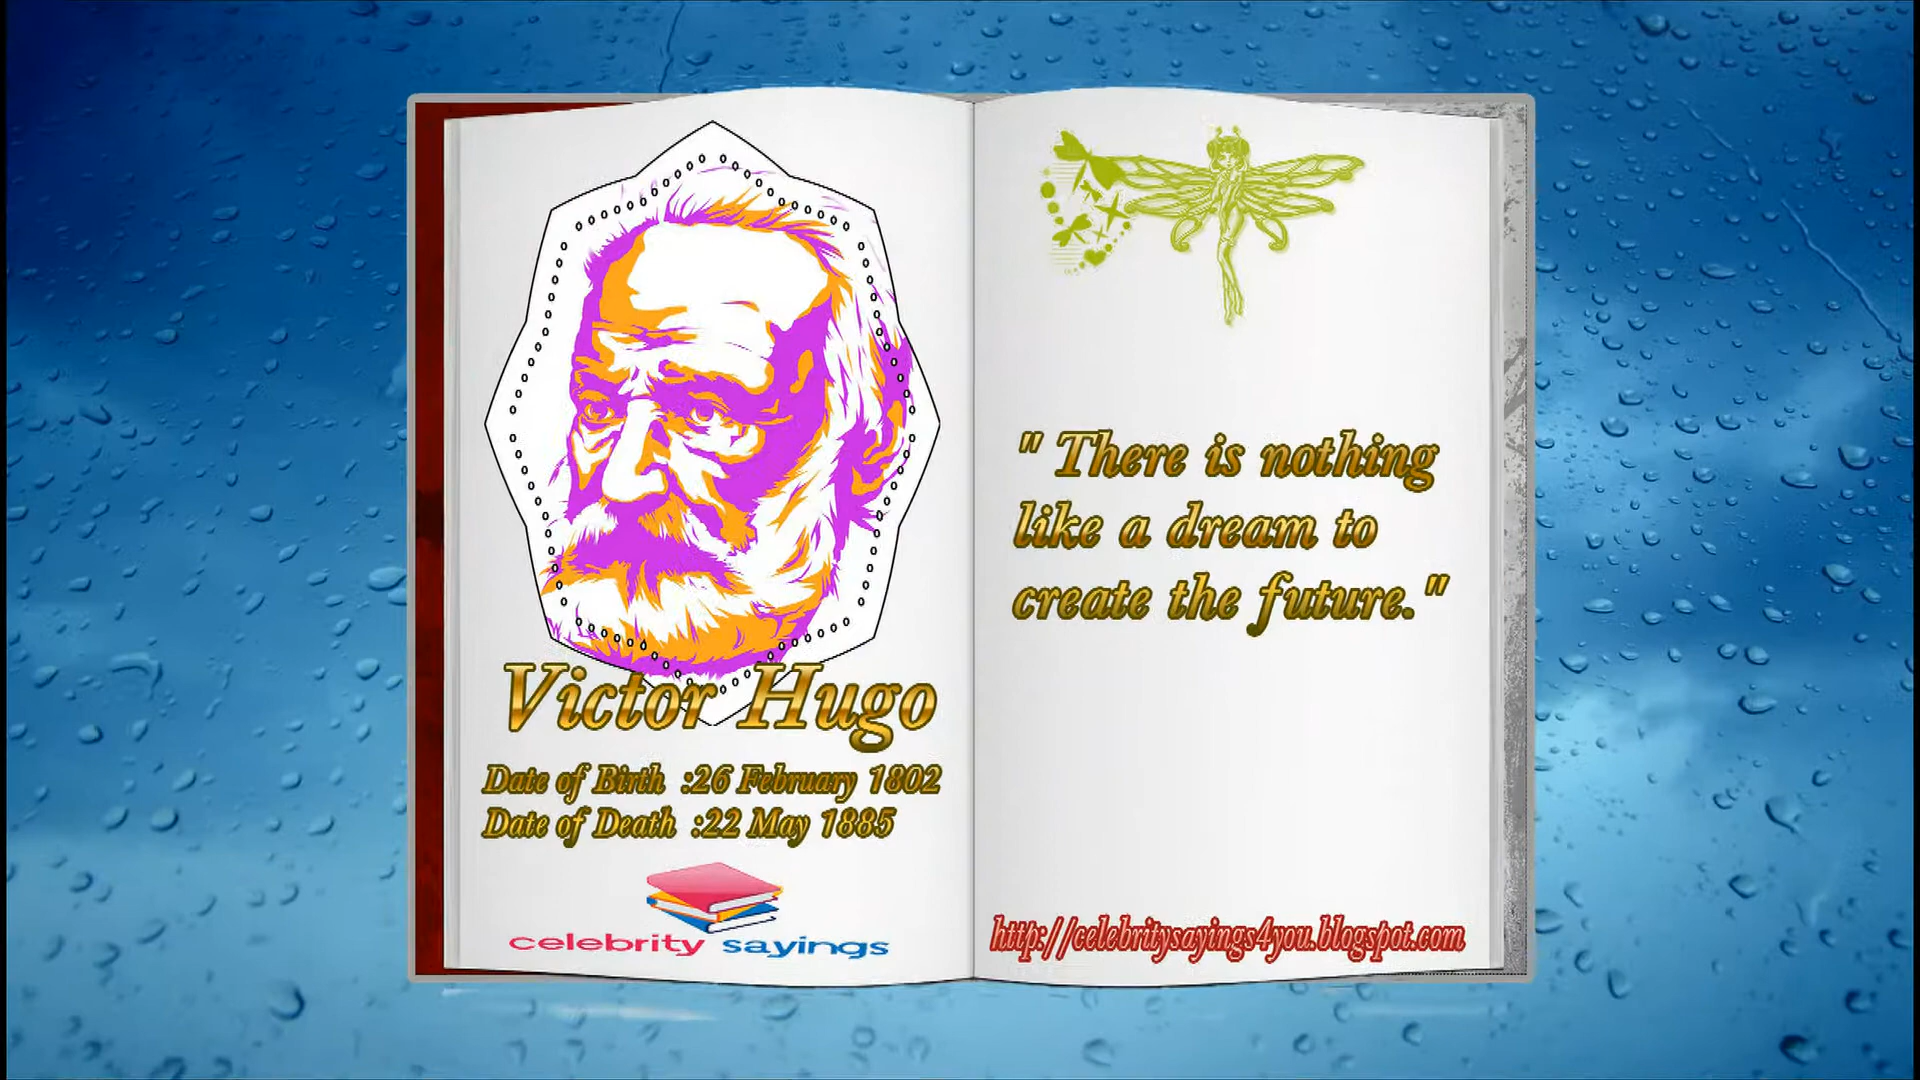 Victor Hugo
Date of Birth :26 February 1802
Date of Death :22 May 1885
celebrity sayings
" There is nothing
like a dream to
create the future."
http://celebritysayings4you.blogspot.com